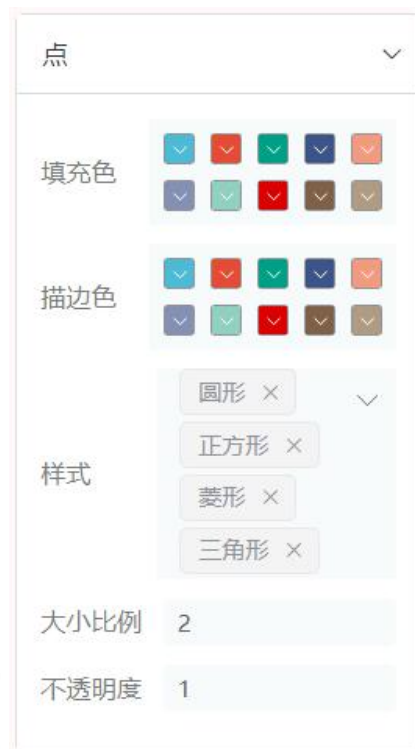 点
填充色
描边色
圆形 ×
正方形 ×
样式
菱形 ×
三角形 ×
大小比例 2
不透明度 1